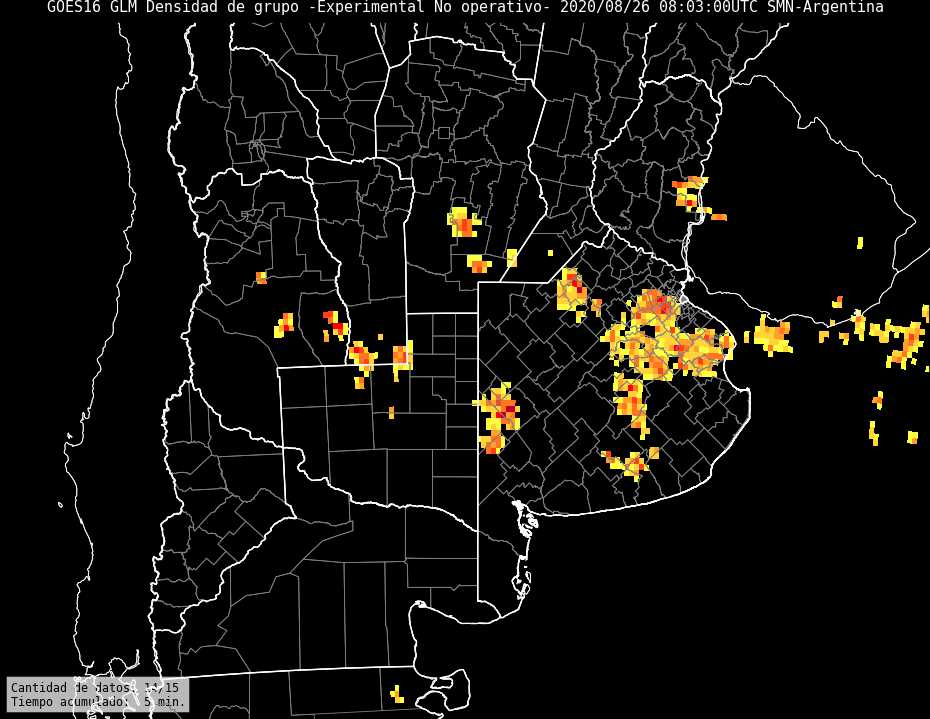 GOES16 GLM Densidad de grupo -Experimental No operativo- 2020/08/26 08:03:00UTC SMN-Argentina
Cantidad de datos: 14/15
Tiempo acumulado: 5 min.